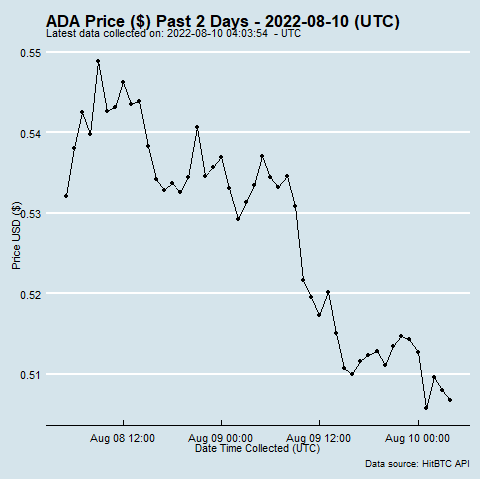 ADA Price ($) Past 2 Days - 2022-08-10 (UTC)
Latest data collected on: 2022-08-10 04:03:54 - UTC
0.55
0.54
0.53
0.52
0.51
Price USD ($)
Aug 08 12:00
Aug 09 00:00
Aug 09 12:00
Aug 10 00:00
Date Time Collected (UTC)
Data source: HitBTC API